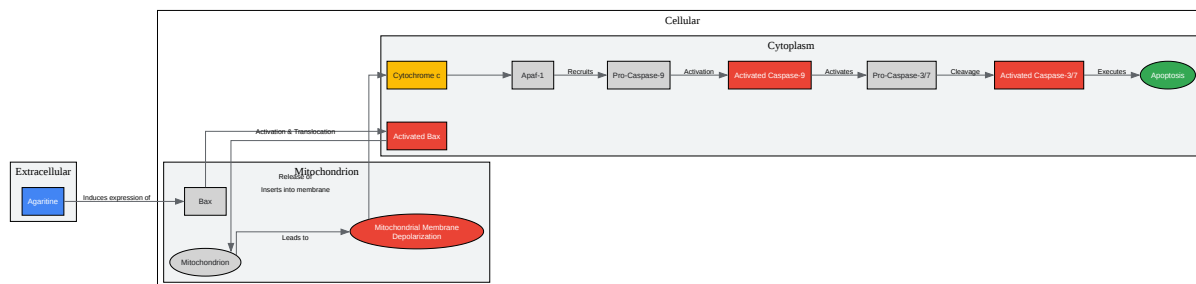 Cellular
Cytoplasm
Cytochrome c
Apaf-1
Recruits
Pro-Caspase-9
Activation
Activated Caspase-9
Activates
Pro-Caspase-3/7
Cleavage
Activated Caspase-3/7
Executes
Apoptosis
Activation & Translocation
Activated Bax
Extracellular
Agaritine
Induces expression of
Mitochondrion
Release of
Inserts into membrane
Bax
Mitochondrial Membrane
Depolarization
Leads to
Mitochondrion